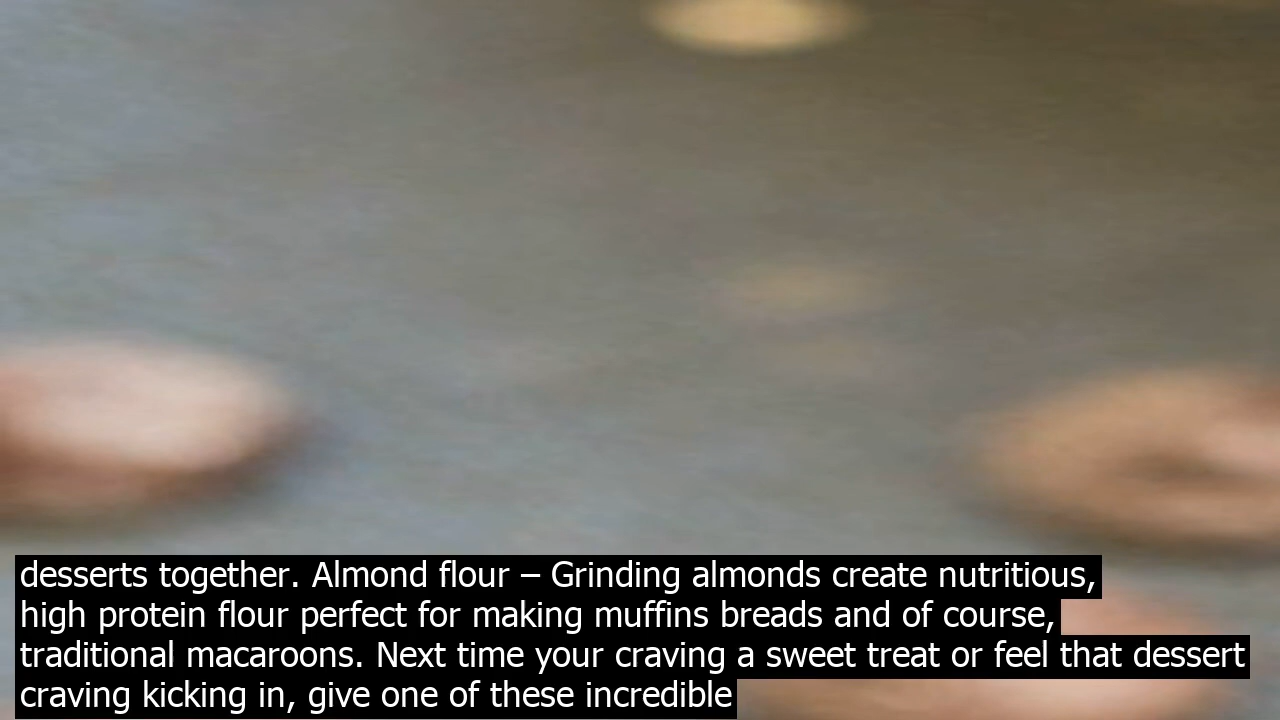 desserts together. Almond flour – Grinding almonds create nutritious,
high protein flour perfect for making muffins breads and of course,
traditional macaroons. Next time your craving a sweet treat or feel that dessert
craving kicking in, give one of these incredible